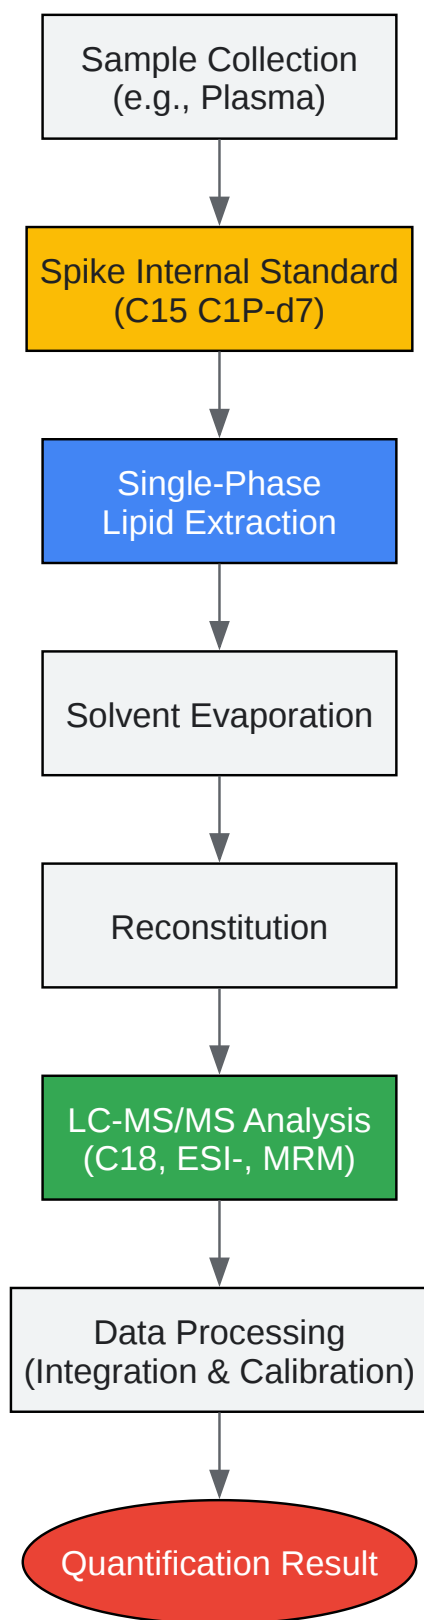 Sample Collection
(e.g., Plasma)
Spike Internal Standard
(C15 C1P-d7)
Single-Phase
Lipid Extraction
Solvent Evaporation
Reconstitution
LC-MS/MS Analysis
(C18, ESI-, MRM)
Data Processing
(Integration & Calibration)
Quantification Result